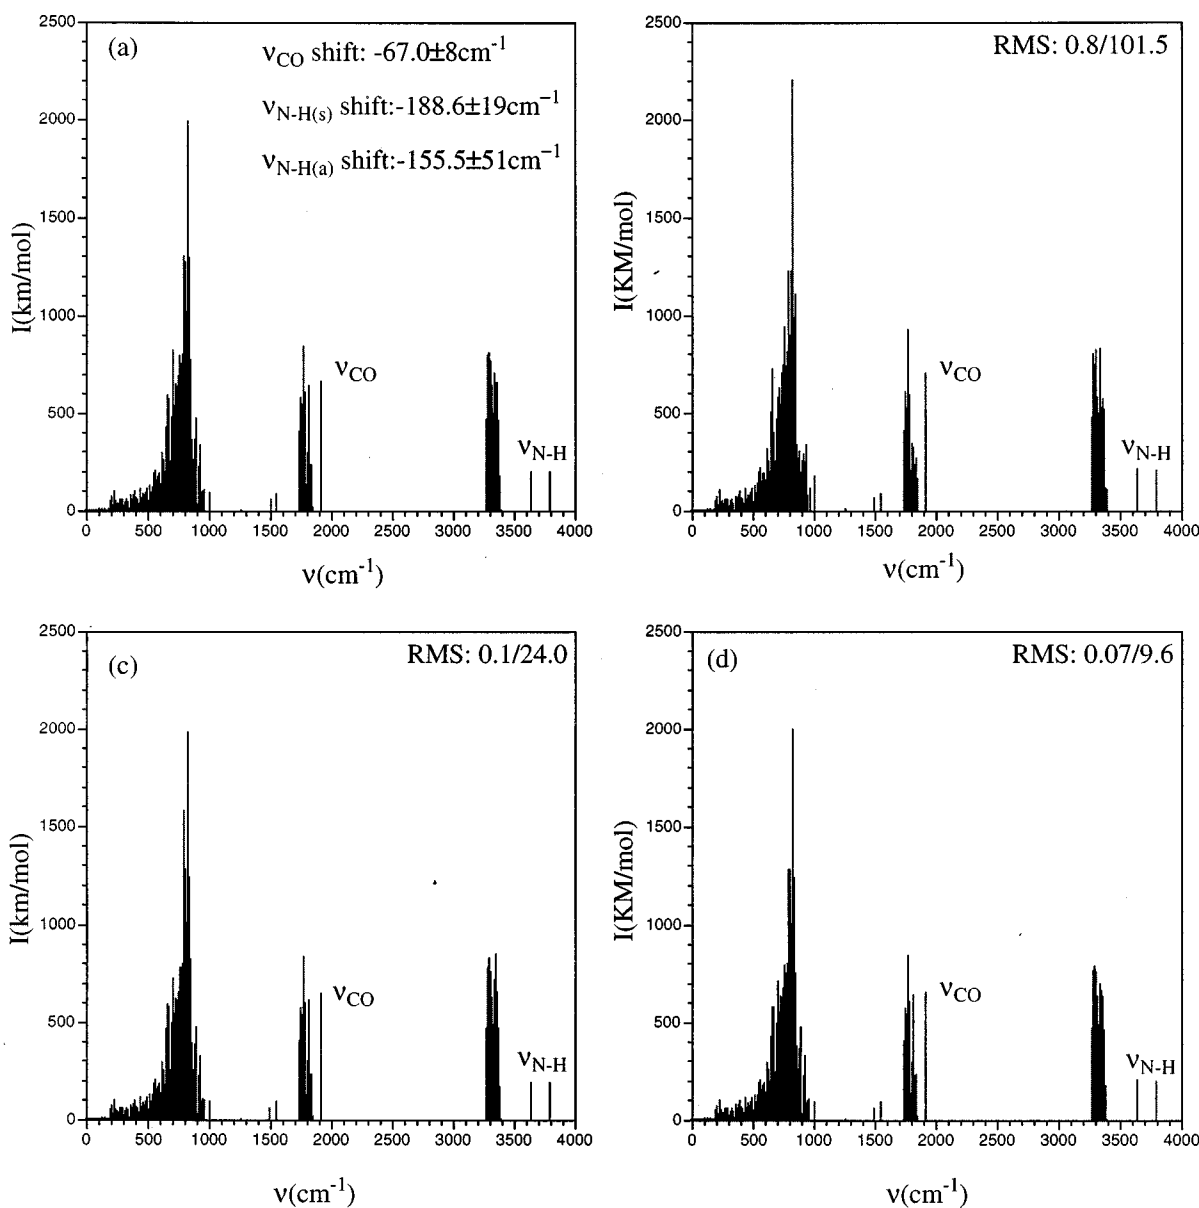 (a)
νCO shift: -67.0±8cm-1
νN-H(s) shift:-188.6±19cm−1
νN-H(a) shift:-155.5±51cm−1
2500
2000
1500
1000
500
0
I(km/mol)
νCO
νN-H
0 500 1000 1500 2000 2500 3000 3500 4000
ν(cm-1)
RMS: 0.8/101.5
2500
2000
1500
1000
500
0
I(KM/mol)
νCO
νN-H
0 500 1000 1500 2000 2500 3000 3500 4000
ν(cm-1)
(c)
RMS: 0.1/24.0
2500
2000
1500
1000
500
0
I(km/mol)
νCO
νN-H
0 500 1000 1500 2000 2500 3000 3500 4000
ν(cm-1)
(d)
RMS: 0.07/9.6
2500
2000
1500
1000
500
0
I(KM/mol)
νCO
νN-H
0 500 1000 1500 2000 2500 3000 3500 4000
ν(cm-1)